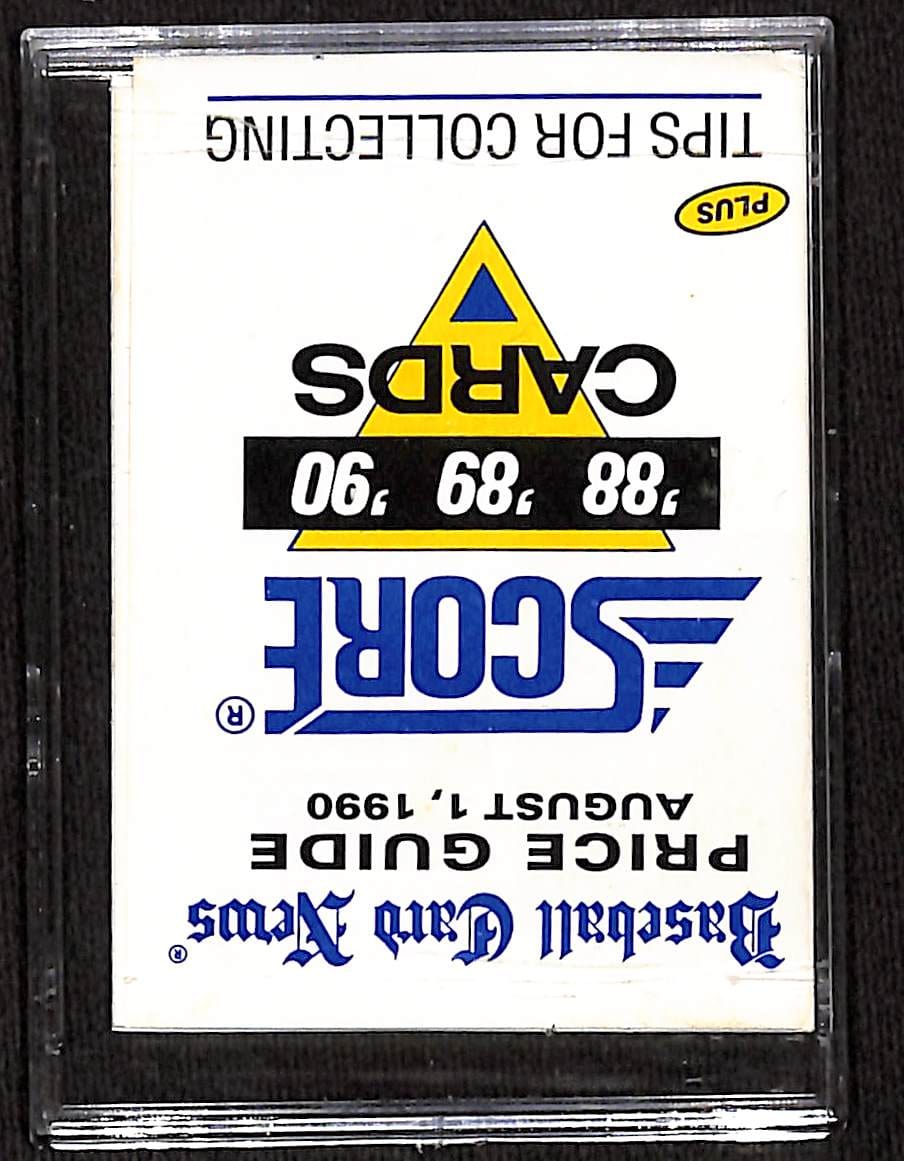 Baseball Card News®
PRICE GUIDE
AUGUST 1, 1990
SCORE®
'88 '89 '90
CARDS
PLUS
TIPS FOR COLLECTING